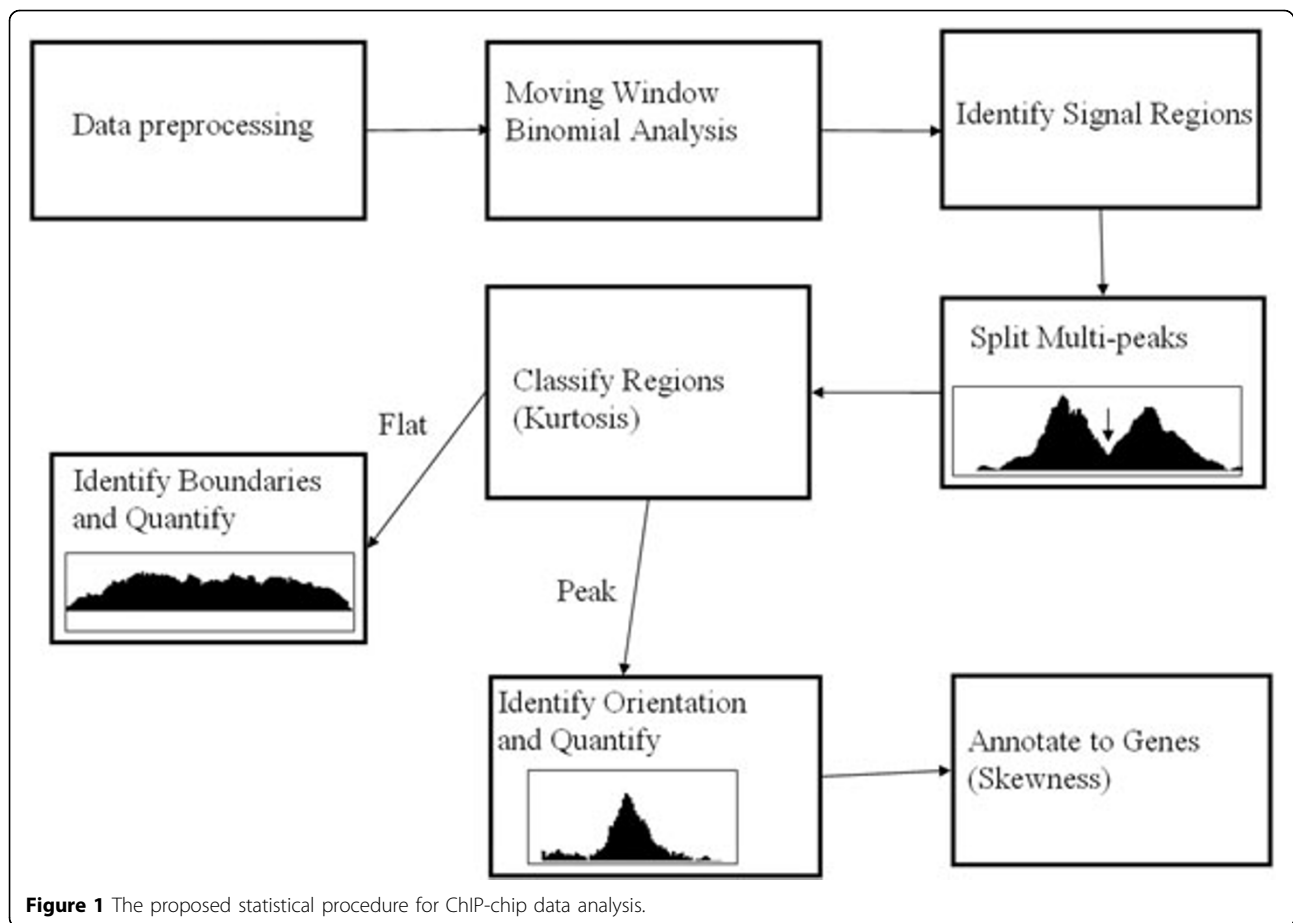 Data preprocessing
Moving Window
Binomial Analysis
Identify Signal Regions
Split Multi-peaks
Classify Regions
(Kurtosis)
Flat
Identify Boundaries
and Quantify
Peak
Identify Orientation
and Quantify
Annotate to Genes
(Skewness)
Figure 1 The proposed statistical procedure for ChIP-chip data analysis.